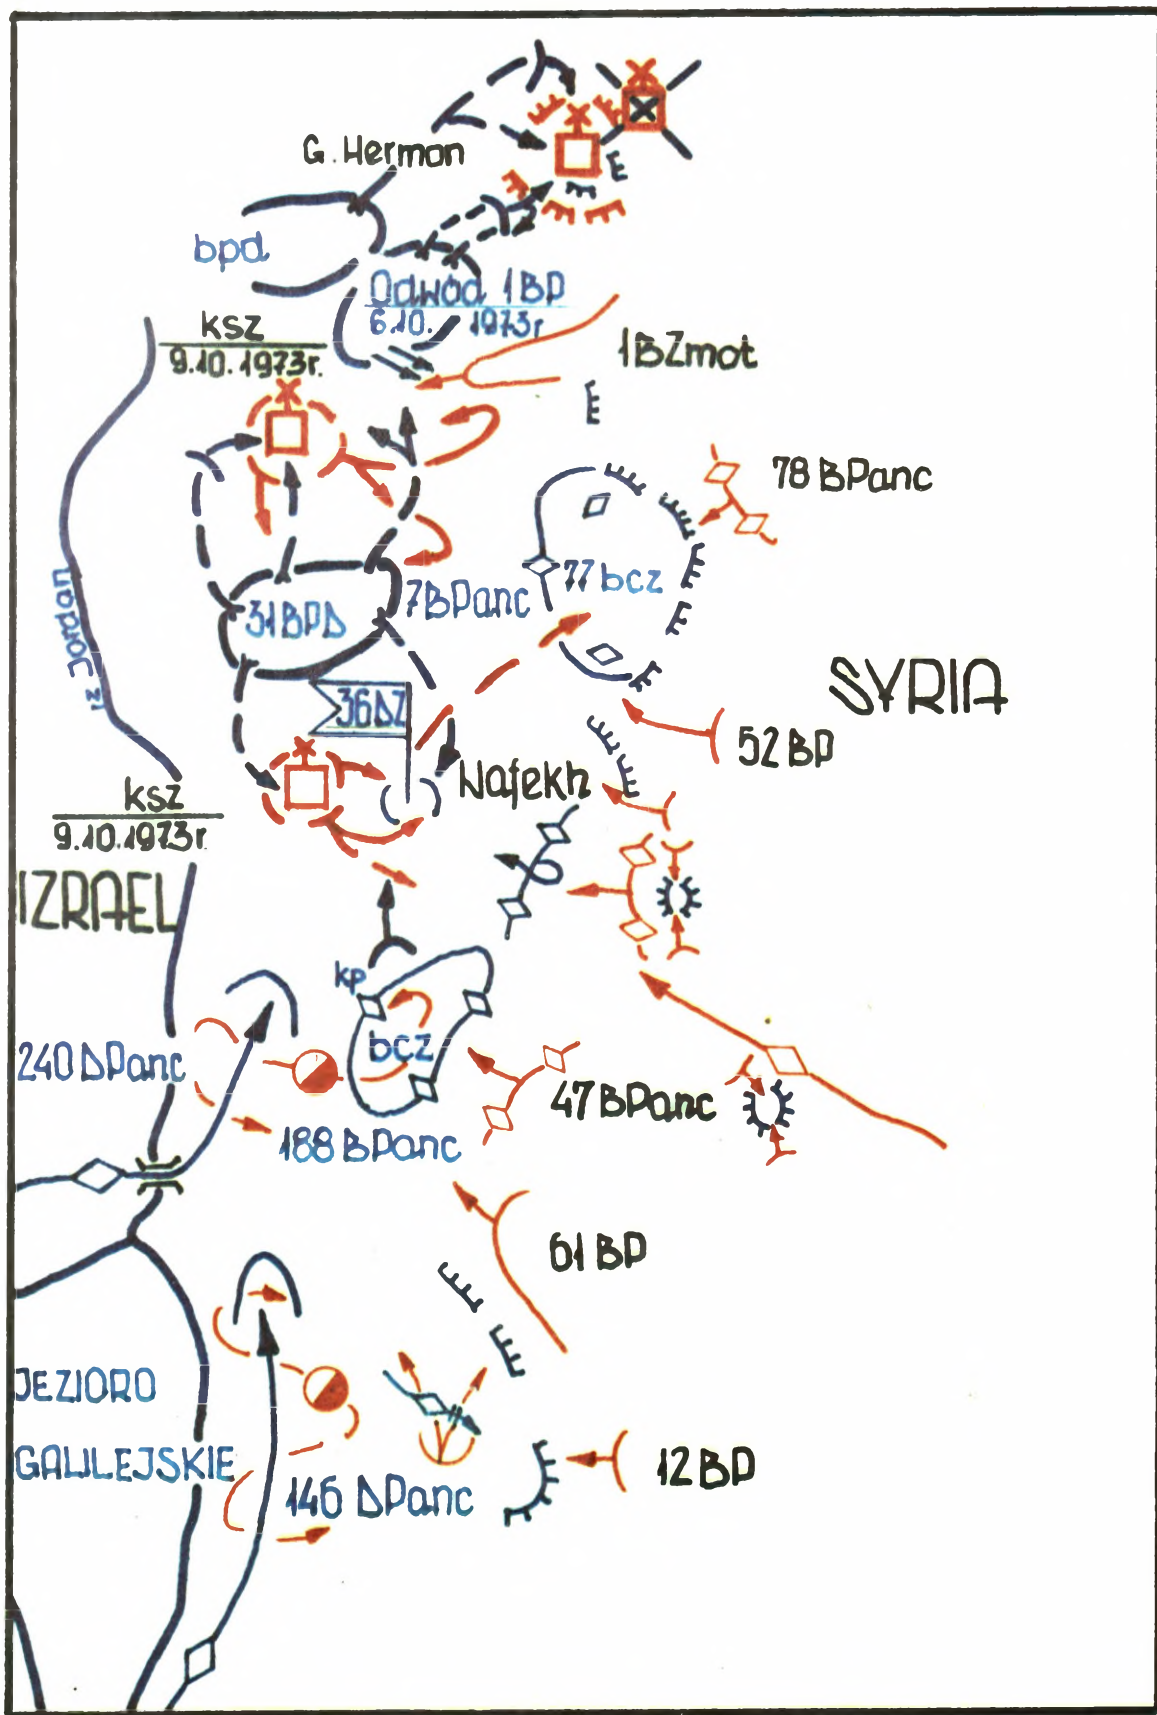 G. Hermon
bpd
Odwód 1BP
6.10. 1973r
ksz
9.10.1973r.
1BZmot
78 BPanc
77 bcz
7BPanc
31BPD
rz Jordan
36DZ
SYRIA
52 BP
Nafekh
ksz
9.10.1973r.
IZRAEL
kp
bcz
240 DPanc
47 BPanc
188 BPanc
61 BP
JEZIORO
GALILEJSKIE
146 DPanc
12 BP